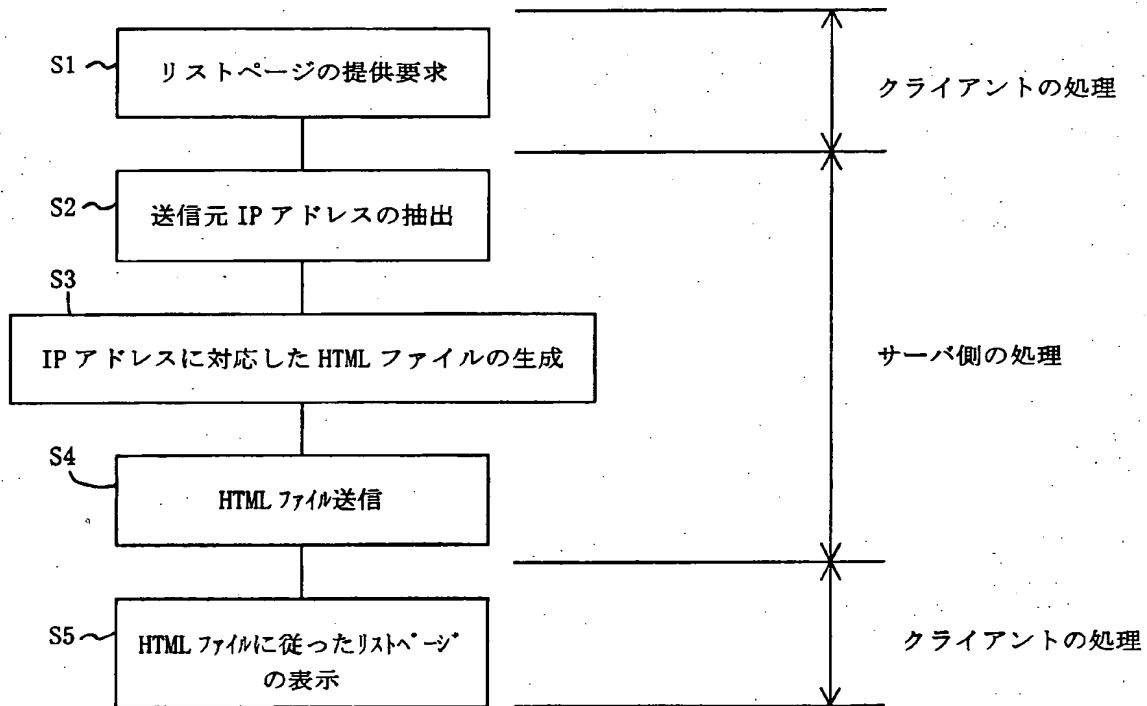 S1
リストページの提供要求
クライアントの処理
S2
送信元 IP アドレスの抽出
S3
IP アドレスに対応した HTML ファイルの生成
サーバ側の処理
S4
HTML ファイル送信
S5
HTML ファイルに従ったリストページ
の表示
クライアントの処理